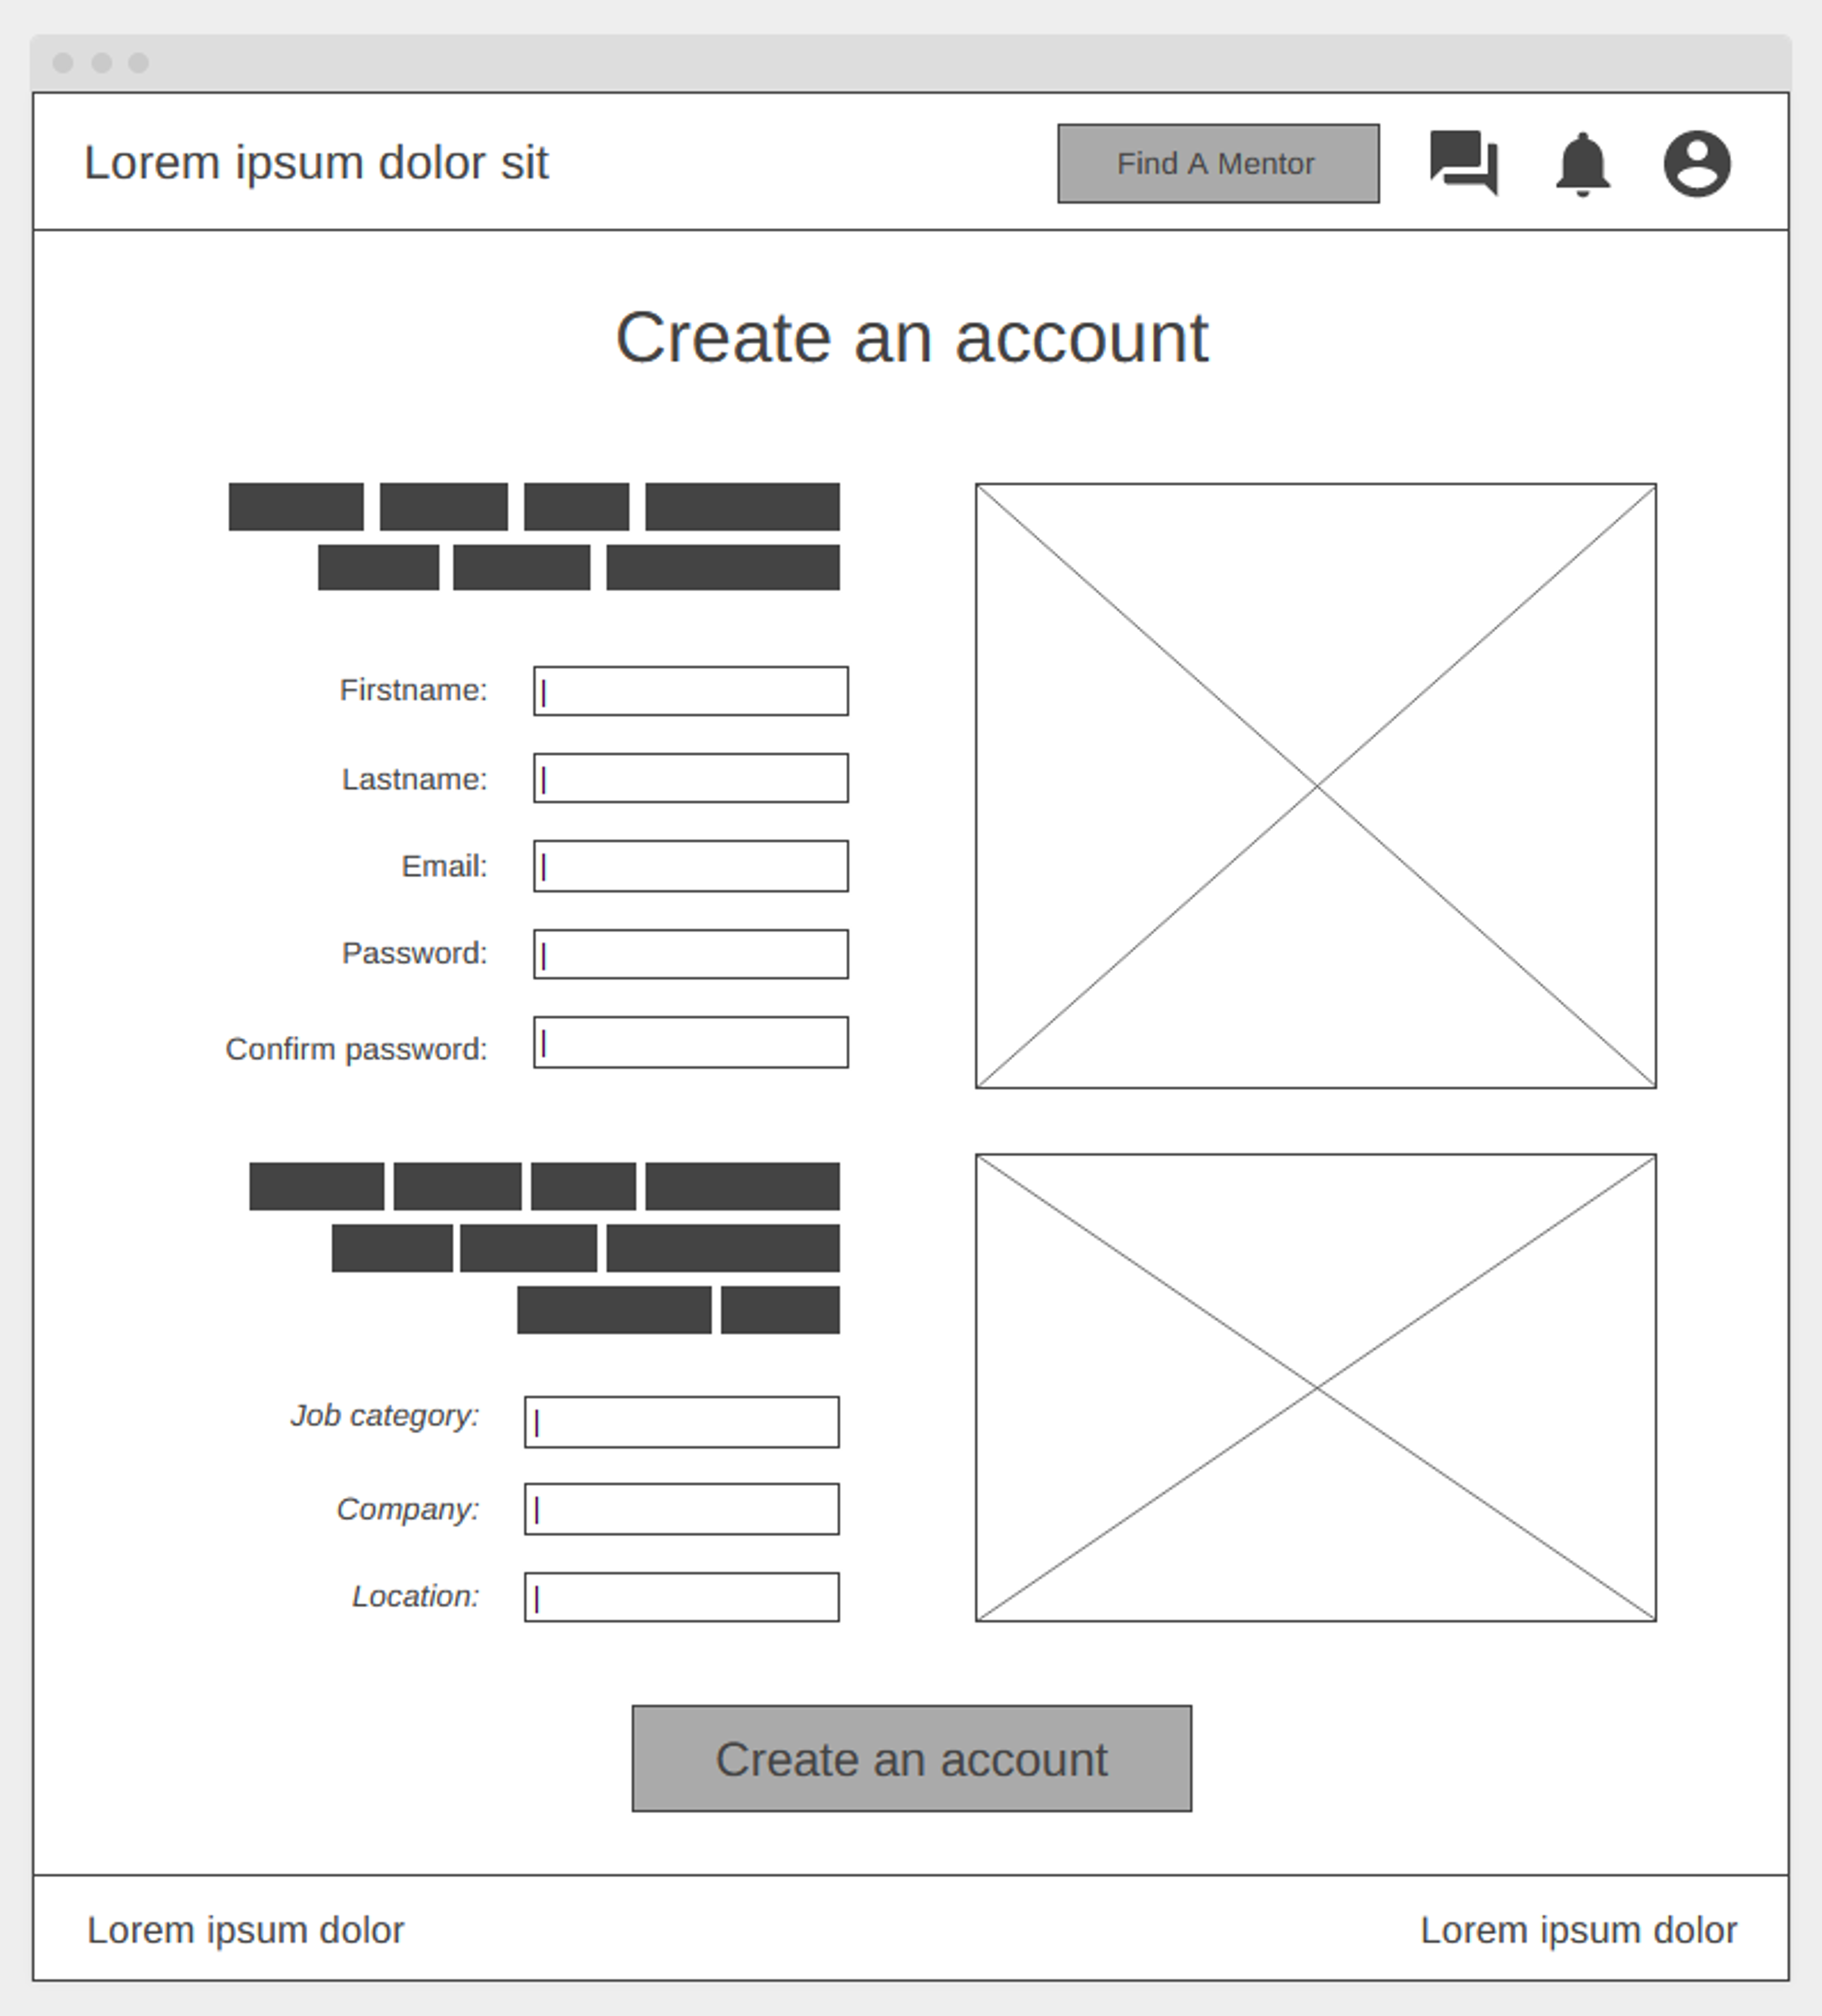 Lorem ipsum dolor sit
Find A Mentor
Create an account
Firstname:
Lastname:
Email:
Password:
Confirm password:
Job category:
Company:
Location:
Create an account
Lorem ipsum dolor
Lorem ipsum dolor